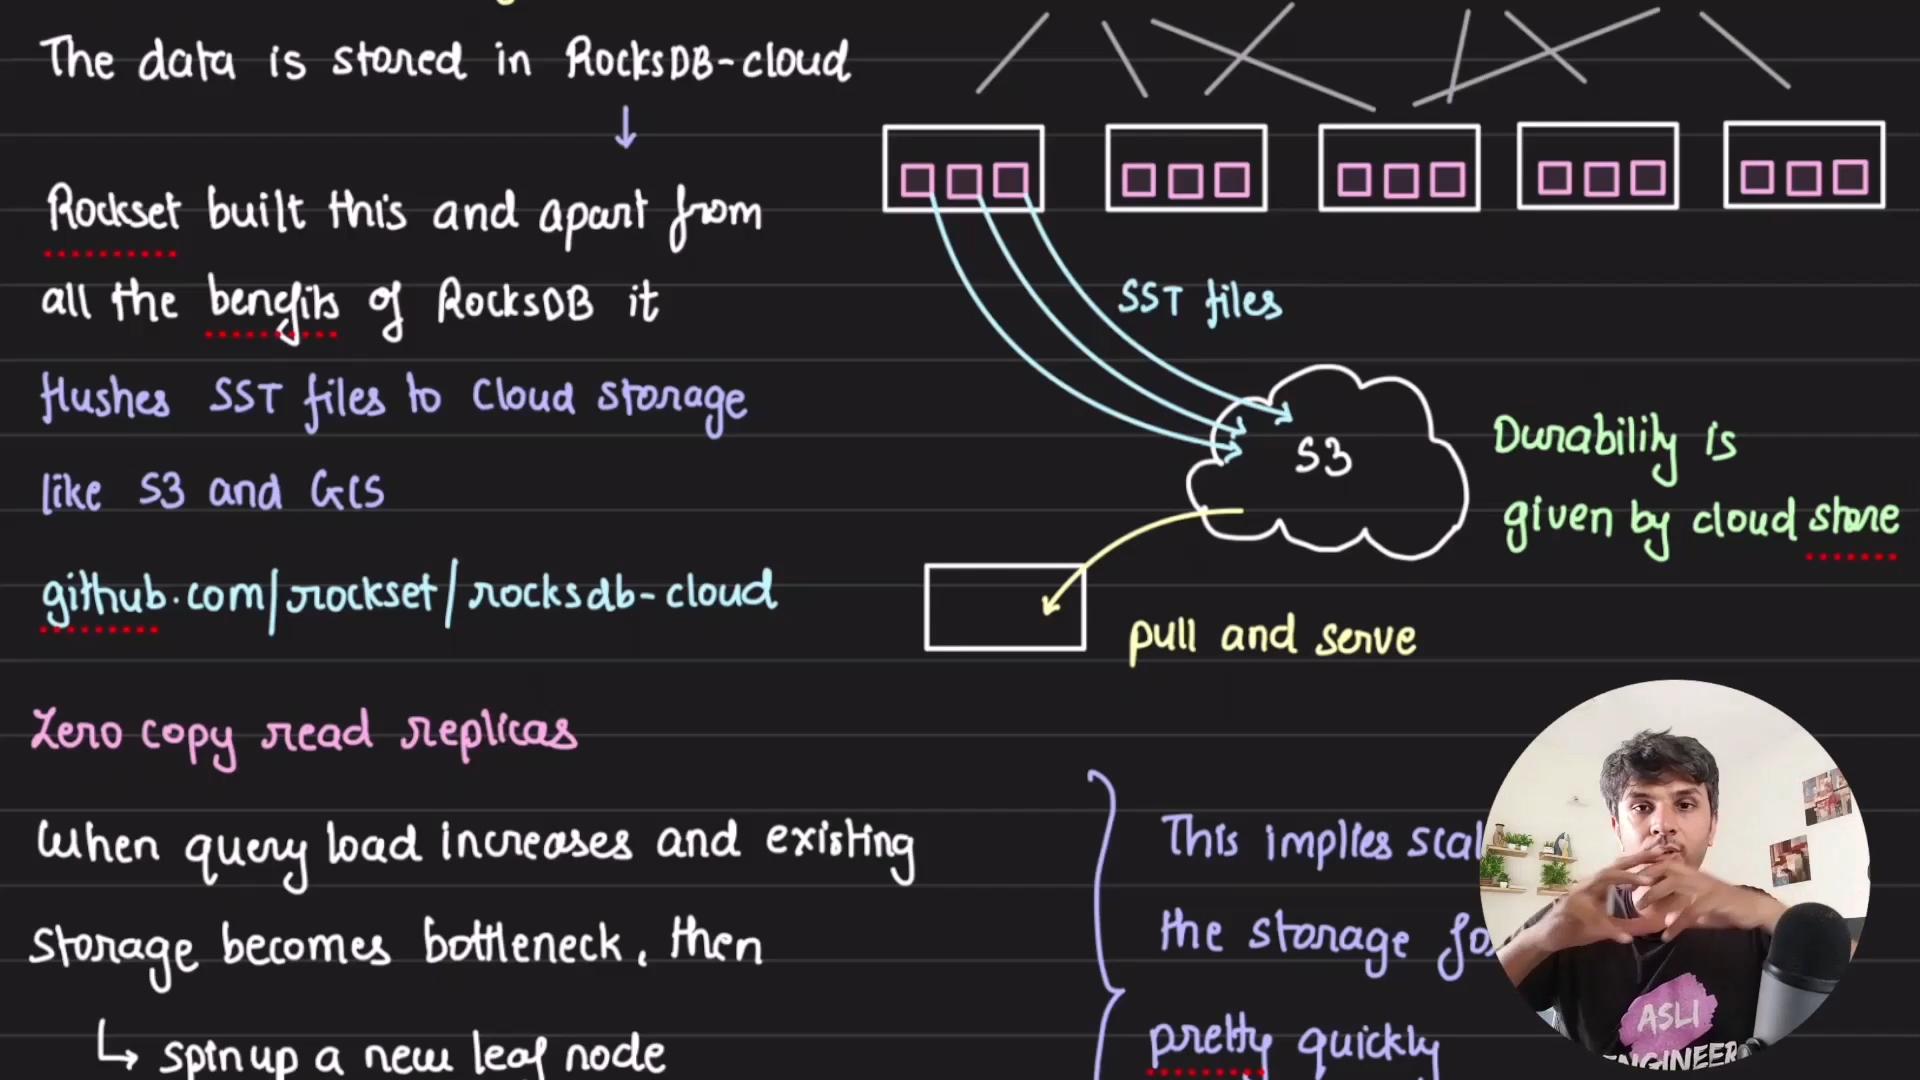 The data is stored in RocksDB-cloud
Rockset built this and apart from
all the benefits of RocksDB it
flushes SST files to cloud storage
like S3 and GCS
github.com/rockset/rocksdb-cloud
SST files
S3
Durability is
given by cloud store
pull and serve
Zero copy read replicas
When query load increases and existing
storage becomes bottleneck, then
↳ spin up a new leaf node
This implies
the storage
pretty quickly
ASLI
ENGINEER